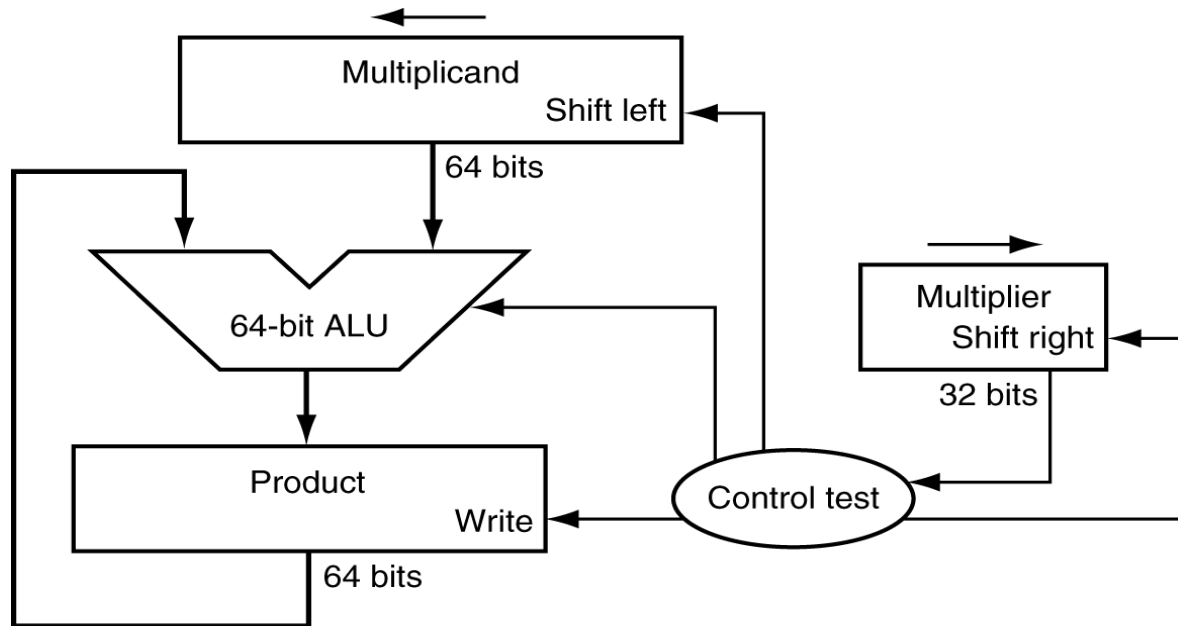 Multiplicand
Shift left
64 bits
64-bit ALU
Multiplier
Shift right
32 bits
Product
Write
64 bits
Control test